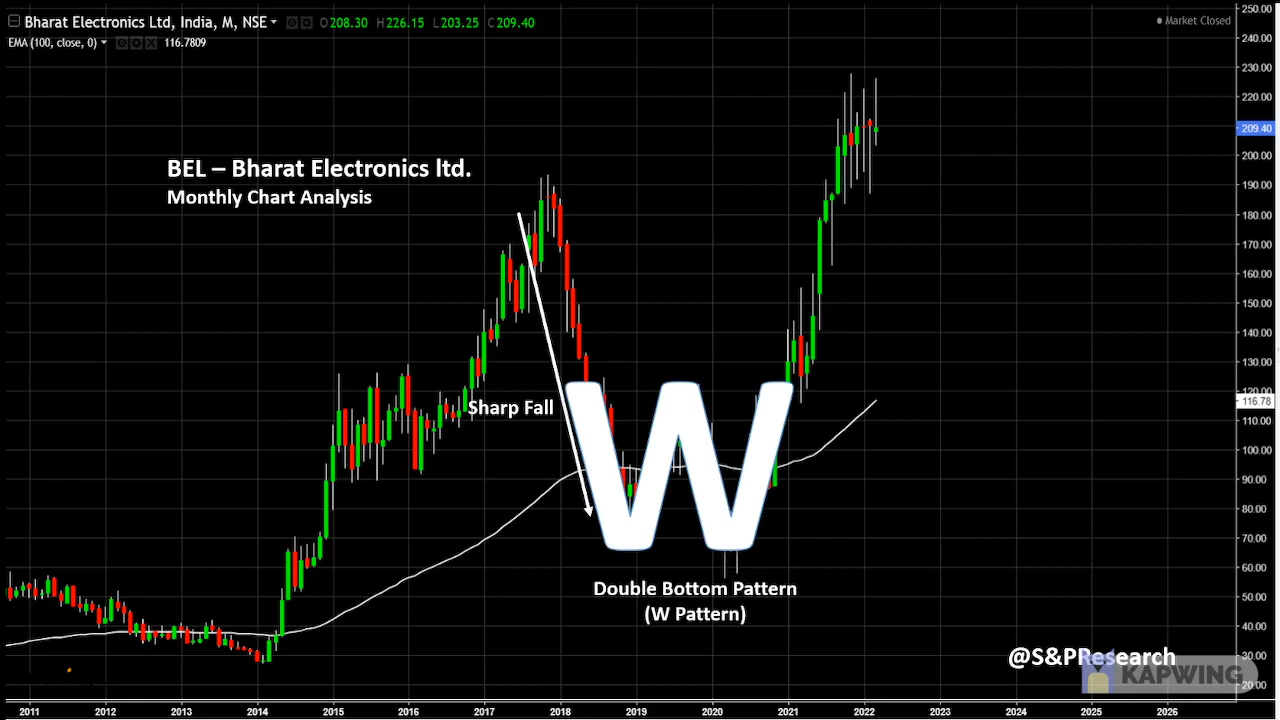 Bharat Electronics Ltd, India, M, NSE O208.30 H226.15 L203.25 C209.40
Market Closed
EMA (100, close, 0) 116.7809
250.00
240.00
230.00
220.00
209.40
200.00
190.00
180.00
170.00
160.00
150.00
140.00
130.00
120.00
116.78
110.00
100.00
90.00
80.00
70.00
60.00
50.00
40.00
30.00
20.00
BEL – Bharat Electronics ltd.
Monthly Chart Analysis
Sharp Fall
W
Double Bottom Pattern
(W Pattern)
@S&PResearch
KAPWING
2011 2012 2013 2014 2015 2016 2017 2018 2019 2020 2021 2022 2023 2024 2025 2026